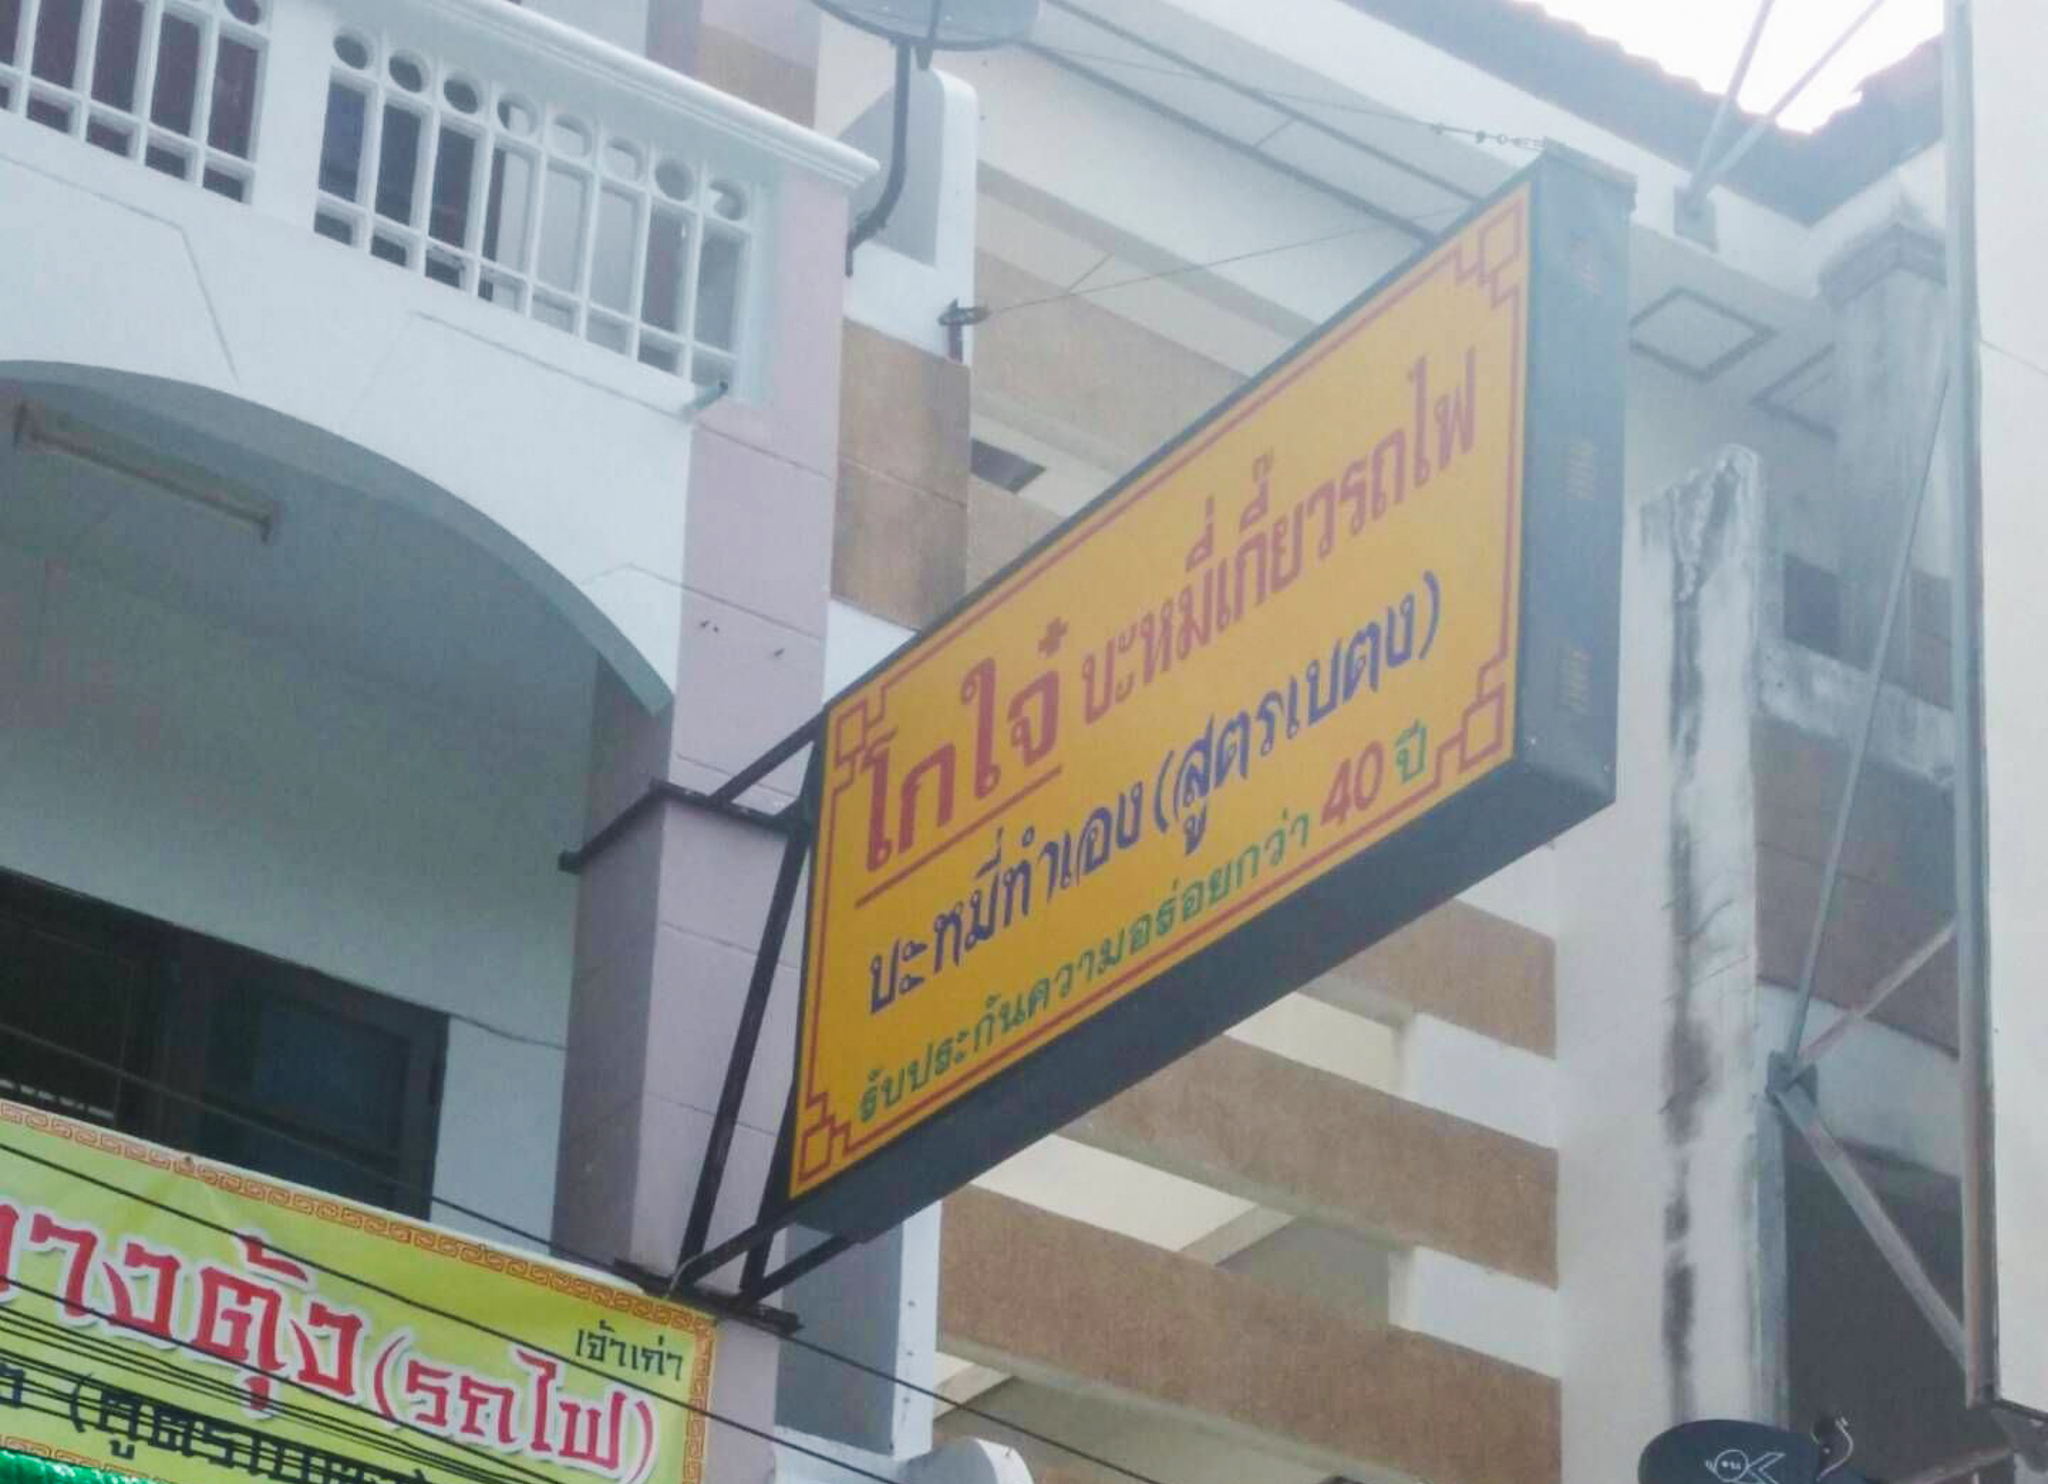 โกใจ๋ บะหมี่เกี๊ยวรถไฟ
บะหมี่ทำเอง (สูตรเบตง)
รับประกันความอร่อยกว่า 40 ปี
เจ้าเก่า
างตุ้ง (รถไฟ)